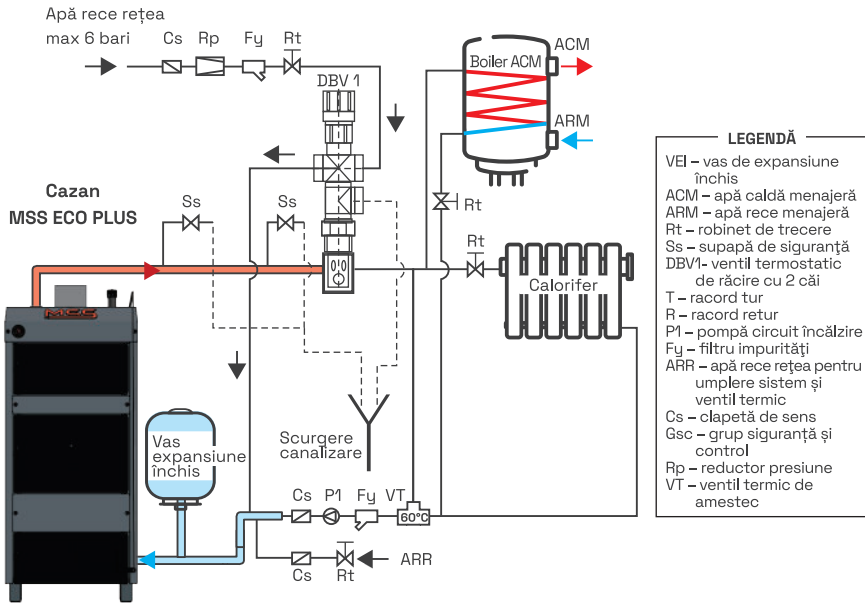 Apă rece rețea
max 6 bari
Cs
Rp
Fy
Rt
DBV 1
Boiler ACM
ACM
ARM
Cazan
MSS ECO PLUS
Ss
Ss
Rt
Rt
Calorifer
Vas
expansiune
închis
Scurgere
canalizare
Cs
P1
Fy
VT
60°C
Cs
Rt
ARR
LEGENDĂ
VEI – vas de expansiune
închis
ACM – apă caldă menajeră
ARM – apă rece menajeră
Rt – robinet de trecere
Ss – supapă de siguranță
DBV1- ventil termostatic
de răcire cu 2 căi
T – racord tur
R – racord retur
P1 – pompă circuit încălzire
Fy – filtru impurități
ARR – apă rece rețea pentru
umplere sistem și
ventil termic
Cs – clapetă de sens
Gsc – grup siguranță și
control
Rp – reductor presiune
VT – ventil termic de
amestec